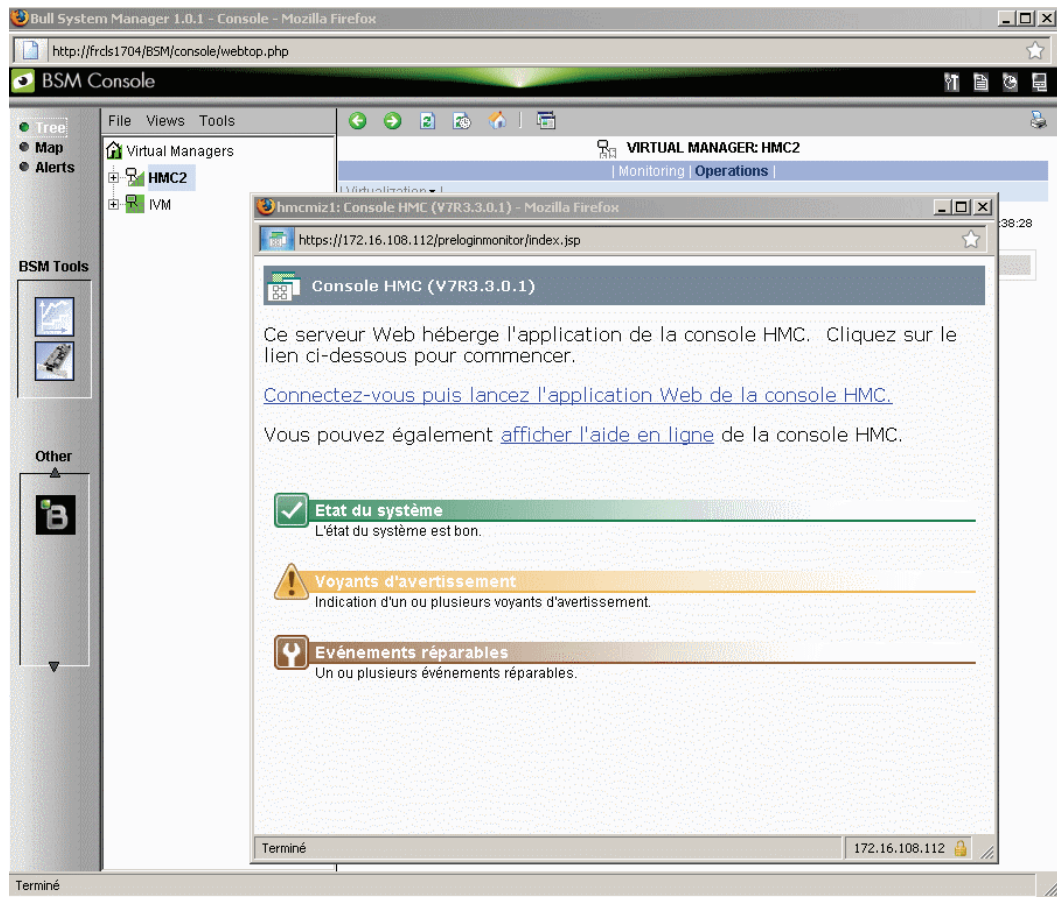 Bull System Manager 1.0.1 - Console - Mozilla Firefox
http://frcls1704/BSM/console/webtop.php
BSM Console
Tree
Map
Alerts
File Views Tools
Virtual Managers
HMC2
IVM
VIRTUAL MANAGER: HMC2
| Monitoring | Operations |
Virtualization
:38:28
BSM Tools
Other
B
hmcmiz1: Console HMC (V7R3.3.0.1) - Mozilla Firefox
https://172.16.108.112/preloginmonitor/index.jsp
Console HMC (V7R3.3.0.1)
Ce serveur Web héberge l'application de la console HMC. Cliquez sur le
lien ci-dessous pour commencer.
Connectez-vous puis lancez l'application Web de la console HMC.
Vous pouvez également afficher l'aide en ligne de la console HMC.
Etat du système
L'état du système est bon.
Voyants d'avertissement
Indication d'un ou plusieurs voyants d'avertissement.
Evénements réparables
Un ou plusieurs événements réparables.
Terminé
172.16.108.112
Terminé